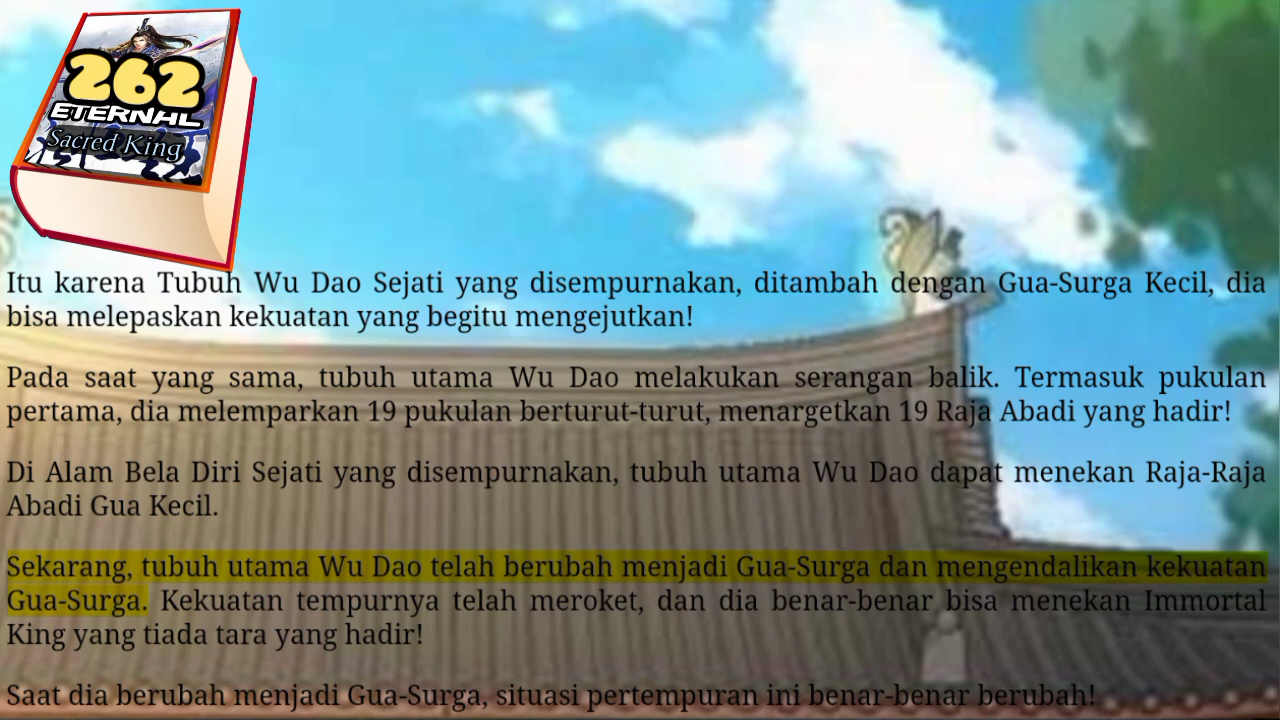 262
ETERNAL
Sacred King
Itu karena Tubuh Wu Dao Sejati yang disempurnakan, ditambah dengan Gua-Surga Kecil, dia
bisa melepaskan kekuatan yang begitu mengejutkan!
Pada saat yang sama, tubuh utama Wu Dao melakukan serangan balik. Termasuk pukulan
pertama, dia melemparkan 19 pukulan berturut-turut, menargetkan 19 Raja Abadi yang hadir!
Di Alam Bela Diri Sejati yang disempurnakan, tubuh utama Wu Dao dapat menekan Raja-Raja
Abadi Gua Kecil.
Sekarang, tubuh utama Wu Dao telah berubah menjadi Gua-Surga dan mengendalikan kekuatan
Gua-Surga. Kekuatan tempurnya telah meroket, dan dia benar-benar bisa menekan Immortal
King yang tiada tara yang hadir!
Saat dia berubah menjadi Gua-Surga, situasi pertempuran ini benar-benar berubah!